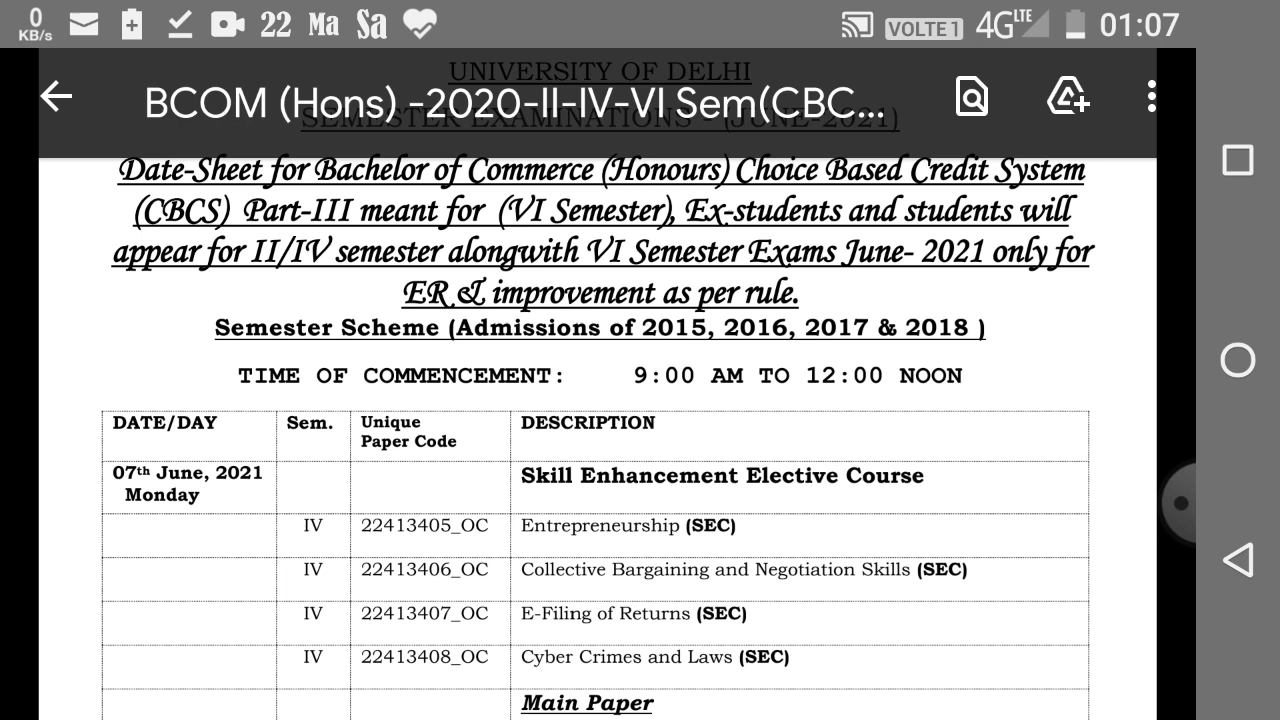 0
KB/s
22 Ma Sa
VOLTE 1 4G LTE 01:07
UNIVERSITY OF DELHI
BCOM (Hons) -2020-II-IV-VI Sem(CBC...
SEMESTER EXAMINATIONS (JUNE-2021)
Date-Sheet for Bachelor of Commerce (Honours) Choice Based Credit System
(CBCS) Part-III meant for (VI Semester), Ex-students and students will
appear for II/IV semester alongwith VI Semester Exams June- 2021 only for
ER & improvement as per rule.
Semester Scheme (Admissions of 2015, 2016, 2017 & 2018 )
TIME OF COMMENCEMENT: 9:00 AM TO 12:00 NOON
DATE/DAY Sem. Unique Paper Code DESCRIPTION
07th June, 2021 Monday Skill Enhancement Elective Course
IV 22413405_OC Entrepreneurship (SEC)
IV 22413406_OC Collective Bargaining and Negotiation Skills (SEC)
IV 22413407_OC E-Filing of Returns (SEC)
IV 22413408_OC Cyber Crimes and Laws (SEC)
Main Paper